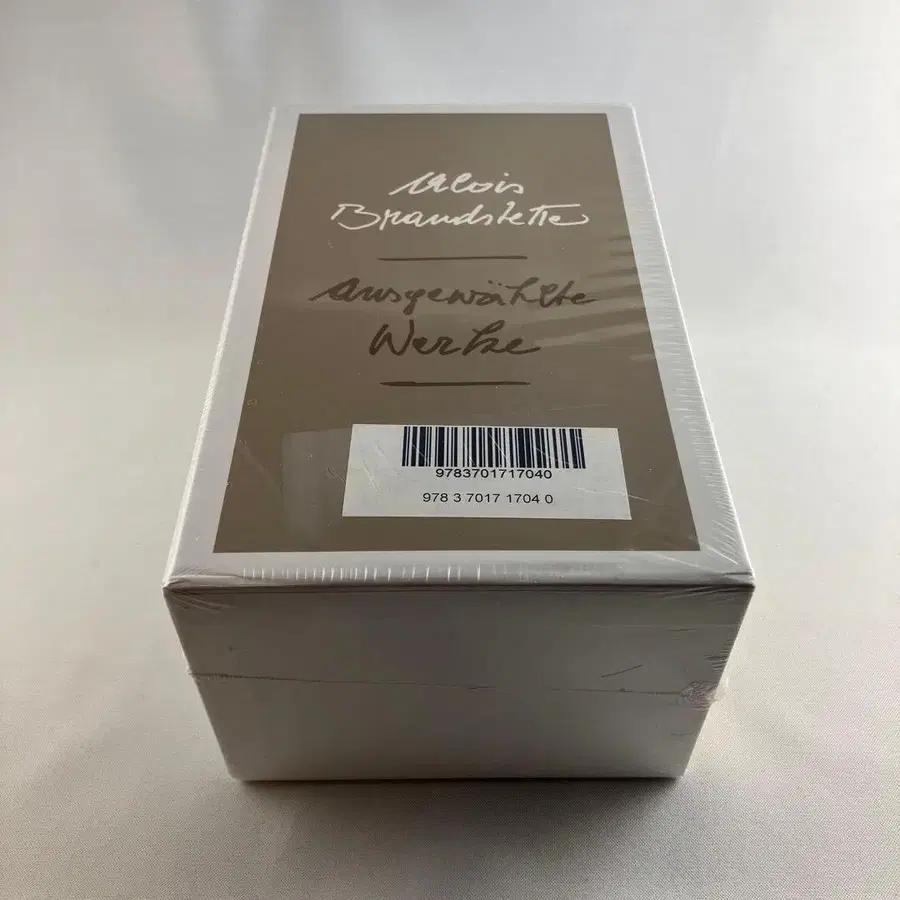 Alois
Brandstetter
ausgewählte
Werke
9783701717040
978 3 7017 1704 0